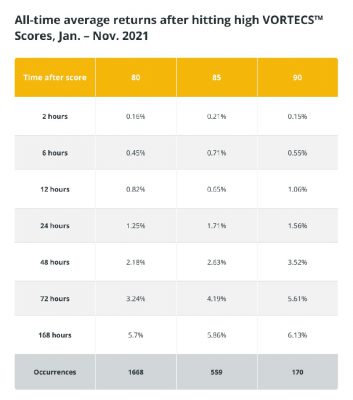 All-time average returns after hitting high VORTECS™
Scores, Jan. – Nov. 2021
Time after score 80 85 90
2 hours 0.16% 0.21% 0.15%
6 hours 0.45% 0.71% 0.55%
12 hours 0.82% 0.65% 1.06%
24 hours 1.25% 1.71% 1.56%
48 hours 2.18% 2.63% 3.52%
72 hours 3.24% 4.19% 5.61%
168 hours 5.7% 5.86% 6.13%
Occurrences 1668 559 170